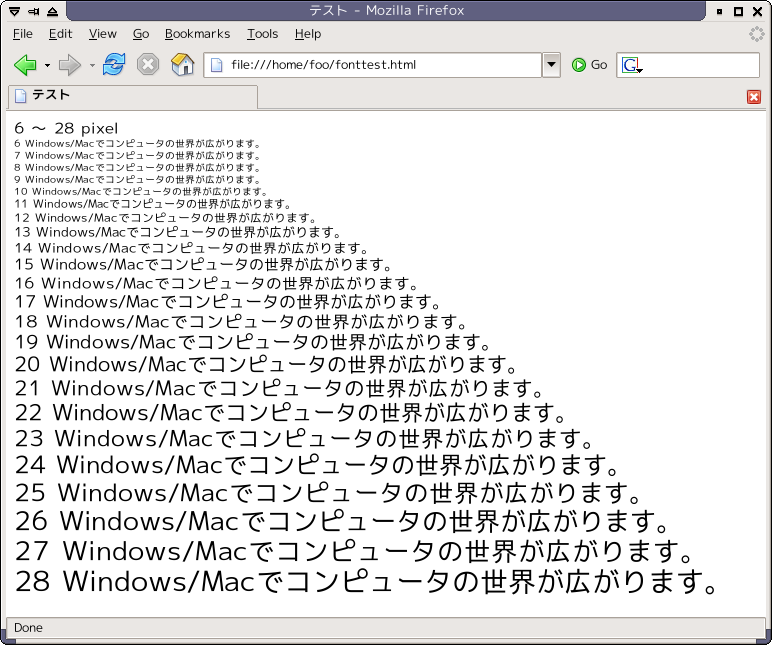 テスト - Mozilla Firefox
File Edit View Go Bookmarks Tools Help
file:///home/foo/fonttest.html Go G
テスト
6 ～ 28 pixel
6 Windows/Macでコンピュータの世界が広がります。
7 Windows/Macでコンピュータの世界が広がります。
8 Windows/Macでコンピュータの世界が広がります。
9 Windows/Macでコンピュータの世界が広がります。
10 Windows/Macでコンピュータの世界が広がります。
11 Windows/Macでコンピュータの世界が広がります。
12 Windows/Macでコンピュータの世界が広がります。
13 Windows/Macでコンピュータの世界が広がります。
14 Windows/Macでコンピュータの世界が広がります。
15 Windows/Macでコンピュータの世界が広がります。
16 Windows/Macでコンピュータの世界が広がります。
17 Windows/Macでコンピュータの世界が広がります。
18 Windows/Macでコンピュータの世界が広がります。
19 Windows/Macでコンピュータの世界が広がります。
20 Windows/Macでコンピュータの世界が広がります。
21 Windows/Macでコンピュータの世界が広がります。
22 Windows/Macでコンピュータの世界が広がります。
23 Windows/Macでコンピュータの世界が広がります。
24 Windows/Macでコンピュータの世界が広がります。
25 Windows/Macでコンピュータの世界が広がります。
26 Windows/Macでコンピュータの世界が広がります。
27 Windows/Macでコンピュータの世界が広がります。
28 Windows/Macでコンピュータの世界が広がります。
Done